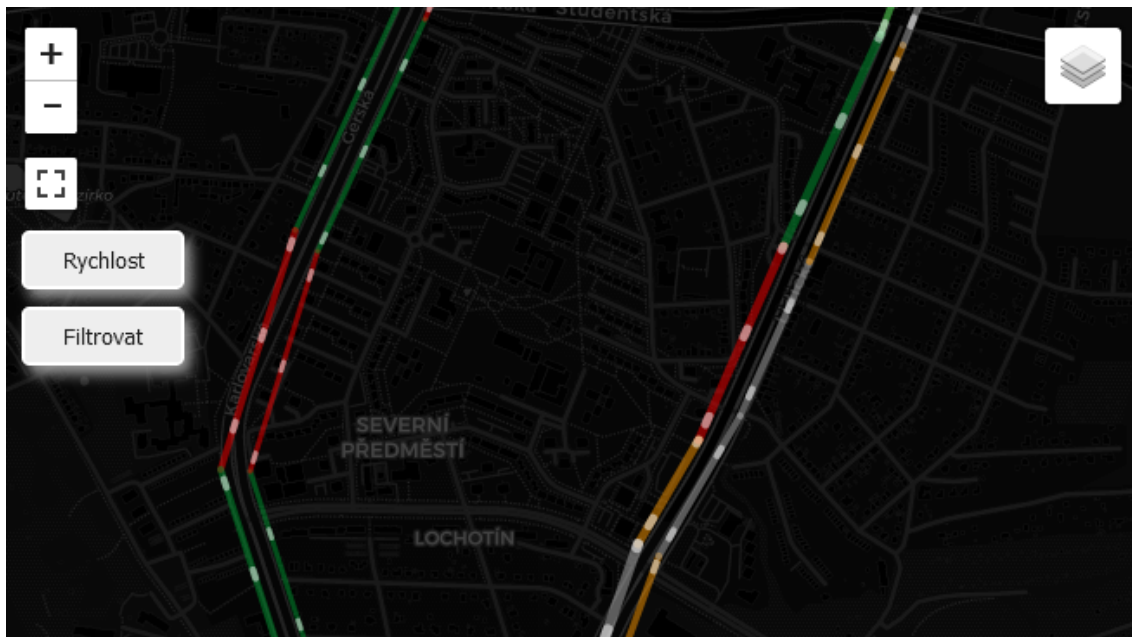 Studentská
+
Gerská
−
Rychlost
Filtrovat
SEVERNÍ
PŘEDMĚSTÍ
LOCHOTÍN